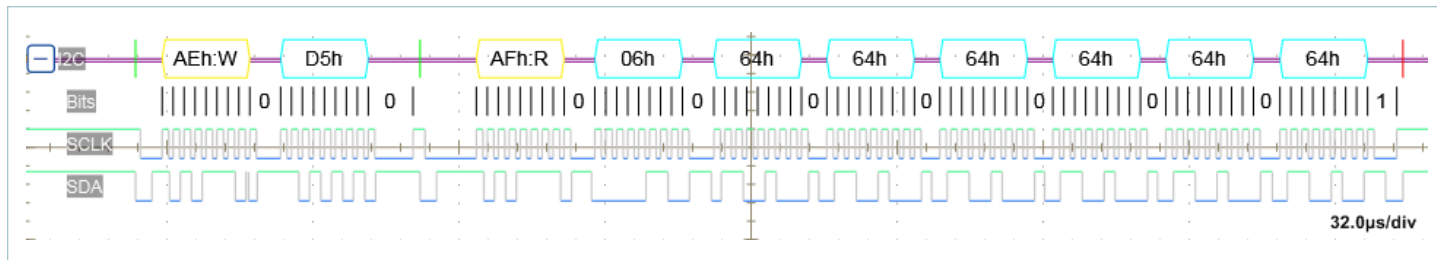 I2C AEh:W D5h AFh:R 06h 64h 64h 64h 64h 64h 64h
Bits 0 0 0 0 0 0 0 0 0 1
SCLK
SDA
32.0µs/div